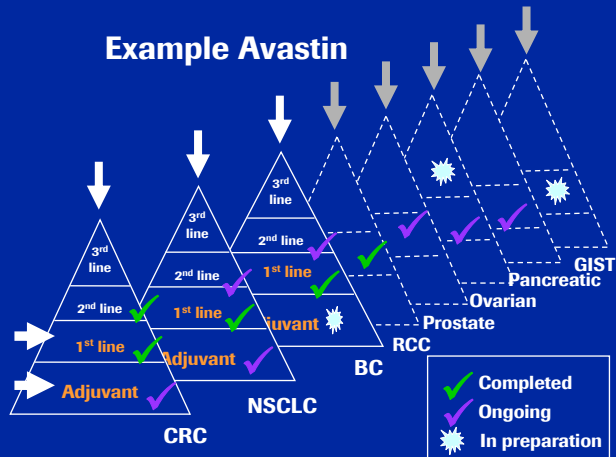 Example Avastin
3rd
line
2nd line
1st line
Adjuvant
CRC
3rd
line
2nd line
1st line
Adjuvant
NSCLC
3rd
line
2nd line
1st line
juvant
BC
RCC
Prostate
Ovarian
Pancreatic
GIST
Completed
Ongoing
In preparation